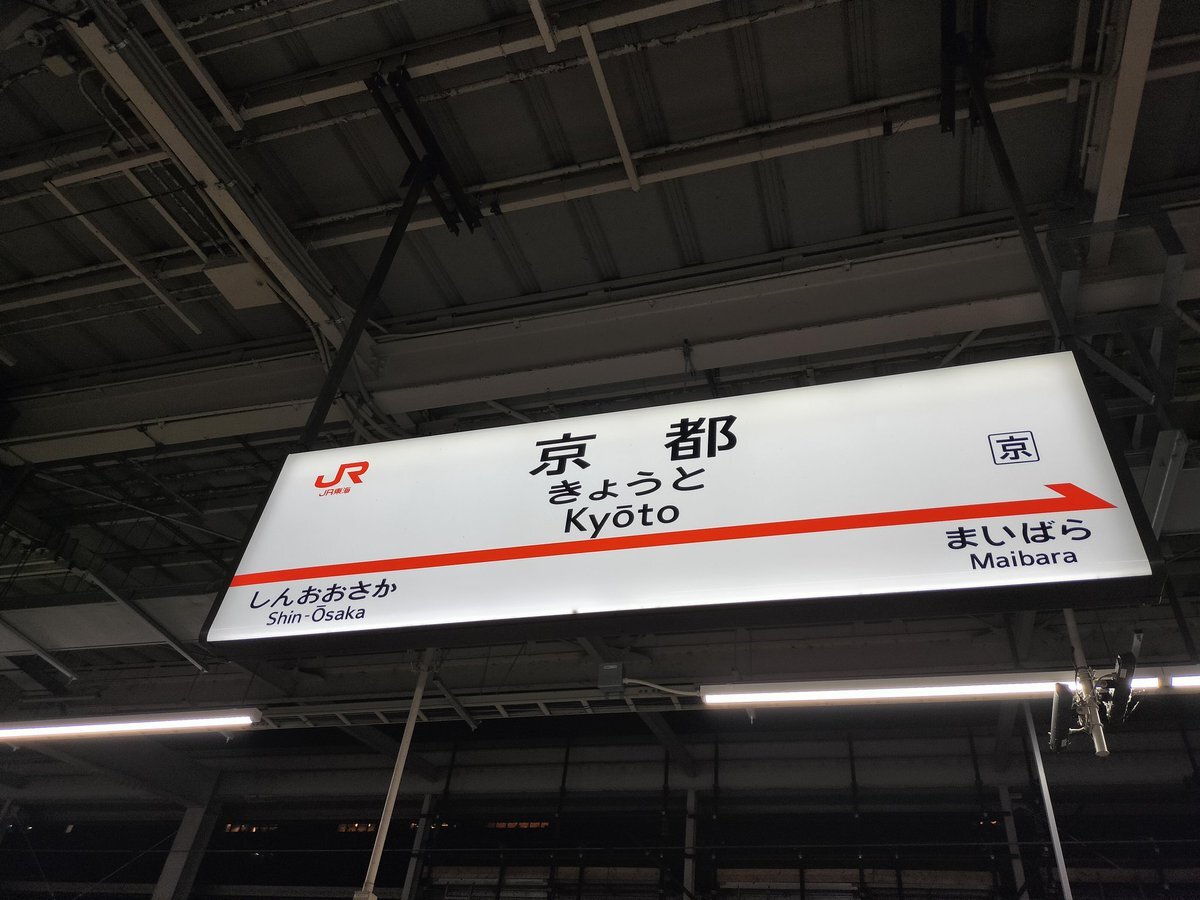 JR
JR東海
京都
京
きょうと
Kyōto
しんおおさか
Shin-Ōsaka
まいばら
Maibara